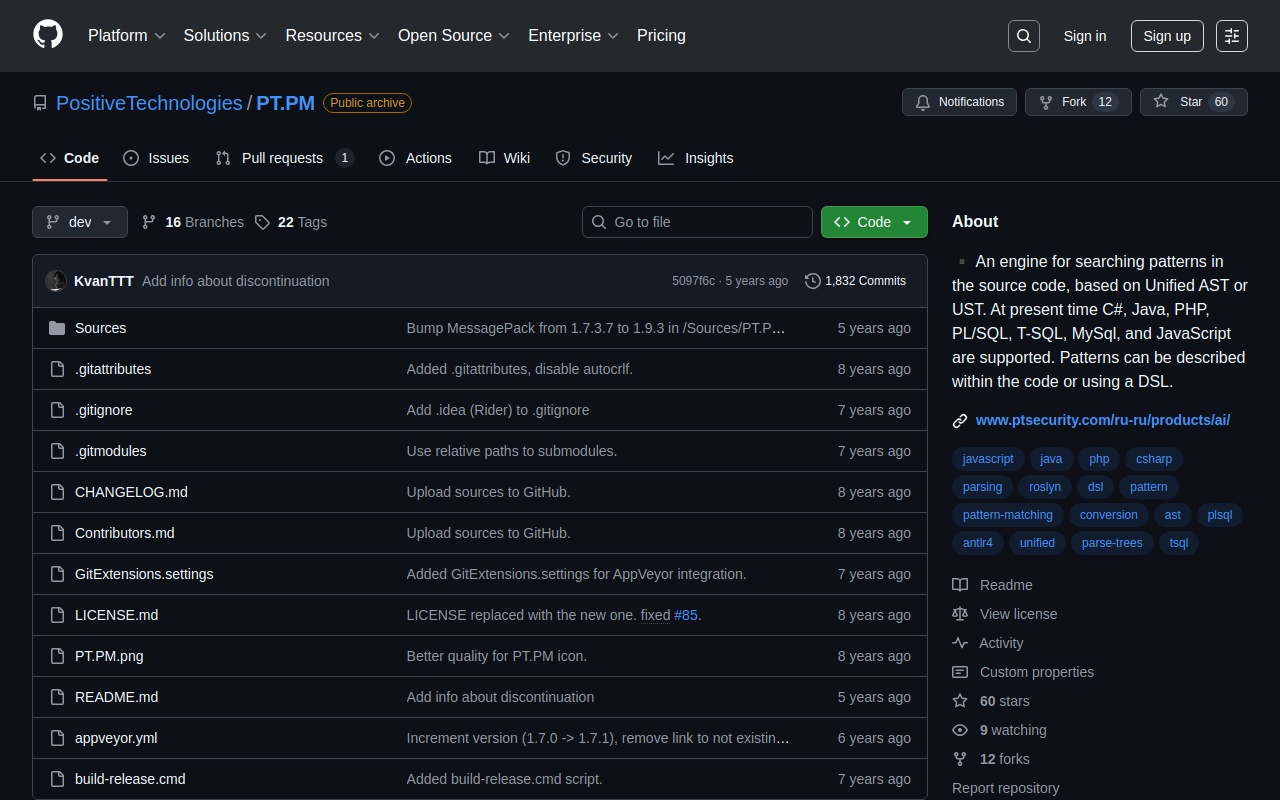 Platform Solutions Resources Open Source Enterprise Pricing Sign in Sign up
PositiveTechnologies / PT.PM Public archive Notifications Fork 12 Star 60
Code Issues Pull requests 1 Actions Wiki Security Insights
dev 16 Branches 22 Tags Go to file Code
KvanTTT Add info about discontinuation 5097f6c · 5 years ago 1,832 Commits
Sources Bump MessagePack from 1.7.3.7 to 1.9.3 in /Sources/PT.P… 5 years ago
.gitattributes Added .gitattributes, disable autocrlf. 8 years ago
.gitignore Add .idea (Rider) to .gitignore 7 years ago
.gitmodules Use relative paths to submodules. 7 years ago
CHANGELOG.md Upload sources to GitHub. 8 years ago
Contributors.md Upload sources to GitHub. 8 years ago
GitExtensions.settings Added GitExtensions.settings for AppVeyor integration. 7 years ago
LICENSE.md LICENSE replaced with the new one. fixed #85. 8 years ago
PT.PM.png Better quality for PT.PM icon. 8 years ago
README.md Add info about discontinuation 5 years ago
appveyor.yml Increment version (1.7.0 -> 1.7.1), remove link to not existin… 6 years ago
build-release.cmd Added build-release.cmd script. 7 years ago
About
An engine for searching patterns in
the source code, based on Unified AST or
UST. At present time C#, Java, PHP,
PL/SQL, T-SQL, MySql, and JavaScript
are supported. Patterns can be described
within the code or using a DSL.
www.ptsecurity.com/ru-ru/products/ai/
javascript java php csharp
parsing roslyn dsl pattern
pattern-matching conversion ast plsql
antlr4 unified parse-trees tsql
Readme
View license
Activity
Custom properties
60 stars
9 watching
12 forks
Report repository